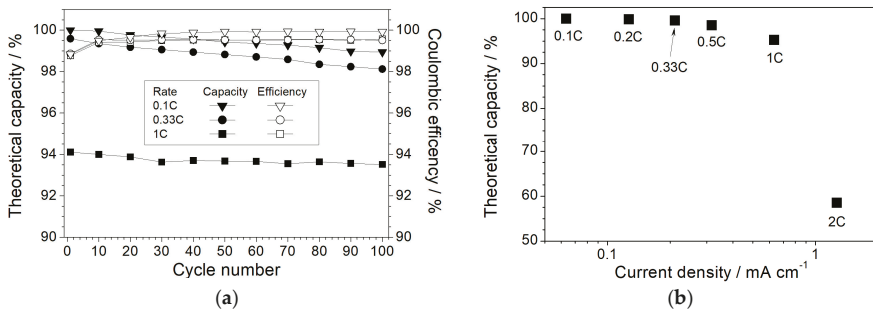 100
98
96
94
92
90
Theoretical capacity / %
0 10 20 30 40 50 60 70 80 90 100
Cycle number
100
98
96
94
92
90
Coulombic efficency / %
Rate Capacity Efficiency
0.1C
0.33C
1C
(a)
100
90
80
70
60
50
Theoretical capacity / %
0.1C 0.2C 0.5C 1C
0.33C
2C
0.1 1
Current density / mA cm⁻¹
(b)